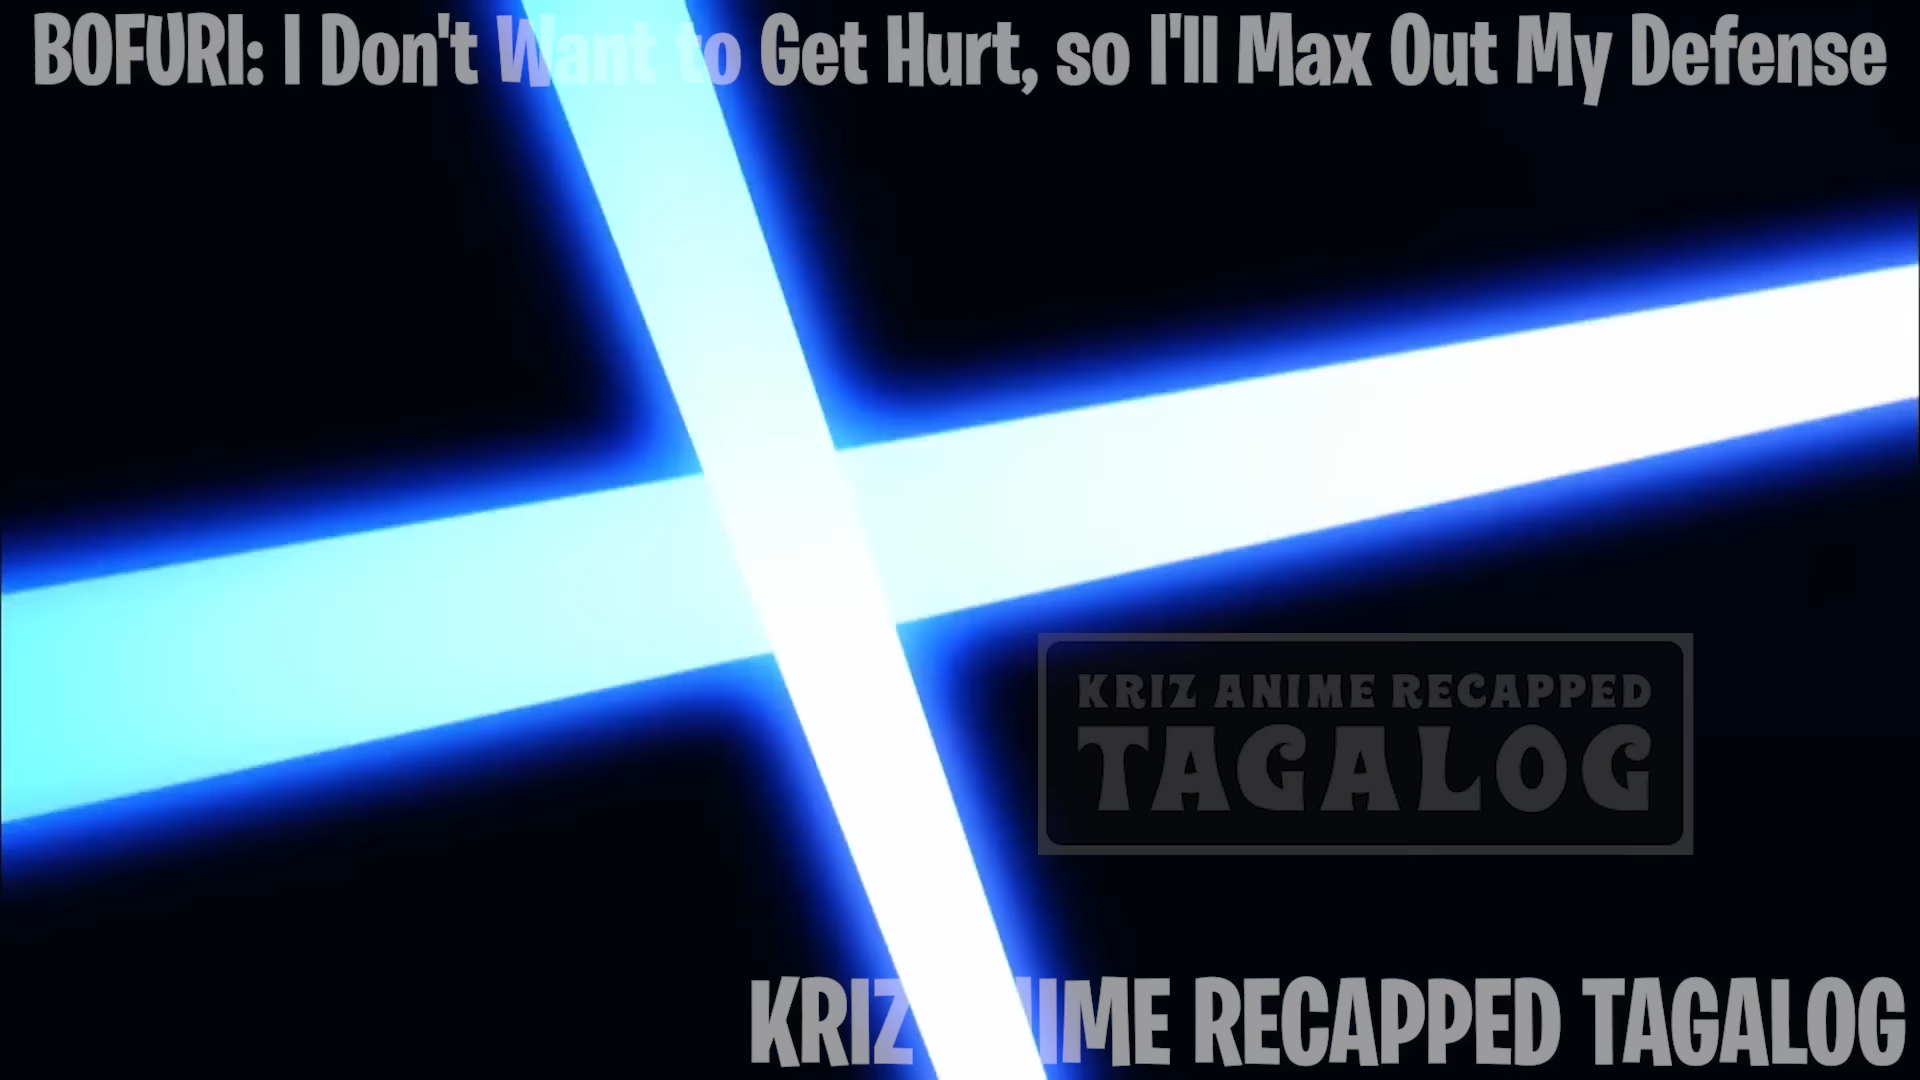 BOFURI: I Don't Want to Get Hurt, so I'll Max Out My Defense
KRIZ ANIME RECAPPED
TAGALOG
KRIZ ANIME RECAPPED TAGALOG